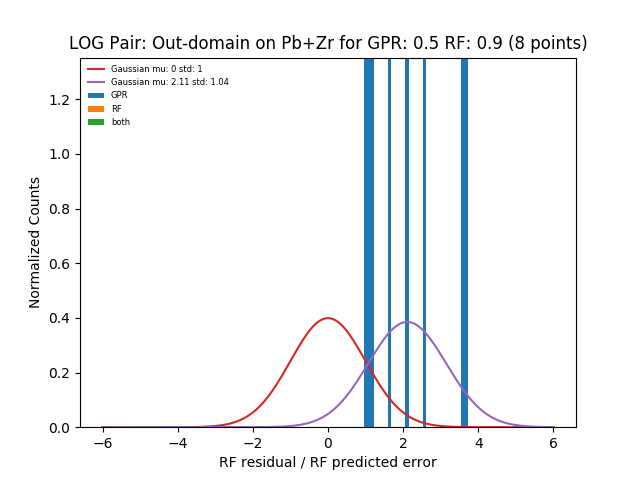 LOG Pair: Out-domain on Pb+Zr for GPR: 0.5 RF: 0.9 (8 points)
Gaussian mu: 0 std: 1
Gaussian mu: 2.11 std: 1.04
GPR
RF
both
Normalized Counts
1.2
1.0
0.8
0.6
0.4
0.2
0.0
−6 −4 −2 0 2 4 6
RF residual / RF predicted error